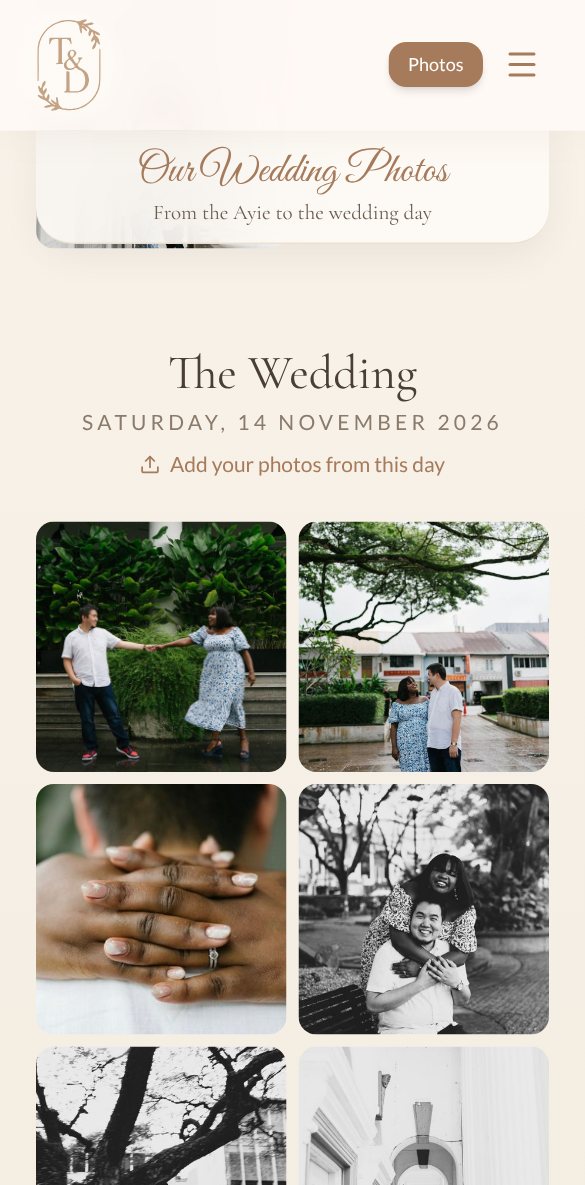 T&D
Photos
Our Wedding Photos
From the Ayie to the wedding day
The Wedding
SATURDAY, 14 NOVEMBER 2026
Add your photos from this day